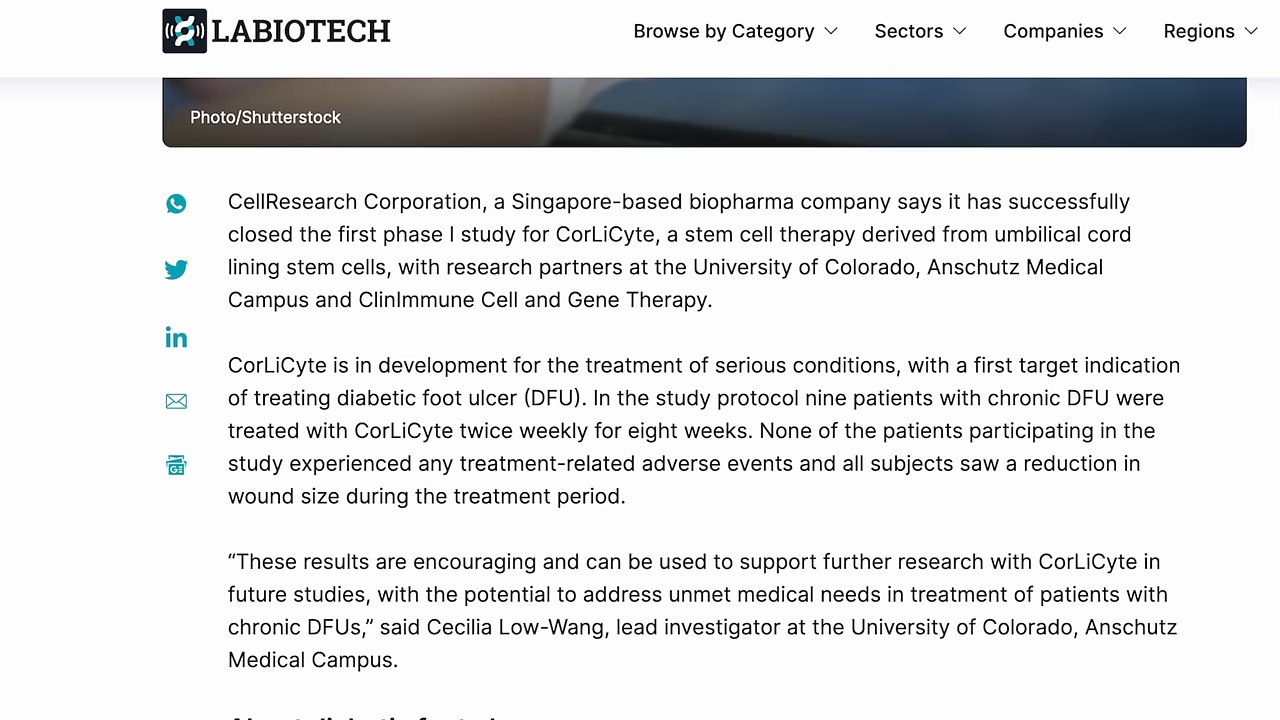 LABIOTECH
Browse by Category
Sectors
Companies
Regions
Photo/Shutterstock
CellResearch Corporation, a Singapore-based biopharma company says it has successfully
closed the first phase I study for CorLiCyte, a stem cell therapy derived from umbilical cord
lining stem cells, with research partners at the University of Colorado, Anschutz Medical
Campus and ClinImmune Cell and Gene Therapy.
CorLiCyte is in development for the treatment of serious conditions, with a first target indication
of treating diabetic foot ulcer (DFU). In the study protocol nine patients with chronic DFU were
treated with CorLiCyte twice weekly for eight weeks. None of the patients participating in the
study experienced any treatment-related adverse events and all subjects saw a reduction in
wound size during the treatment period.
“These results are encouraging and can be used to support further research with CorLiCyte in
future studies, with the potential to address unmet medical needs in treatment of patients with
chronic DFUs,” said Cecilia Low-Wang, lead investigator at the University of Colorado, Anschutz
Medical Campus.